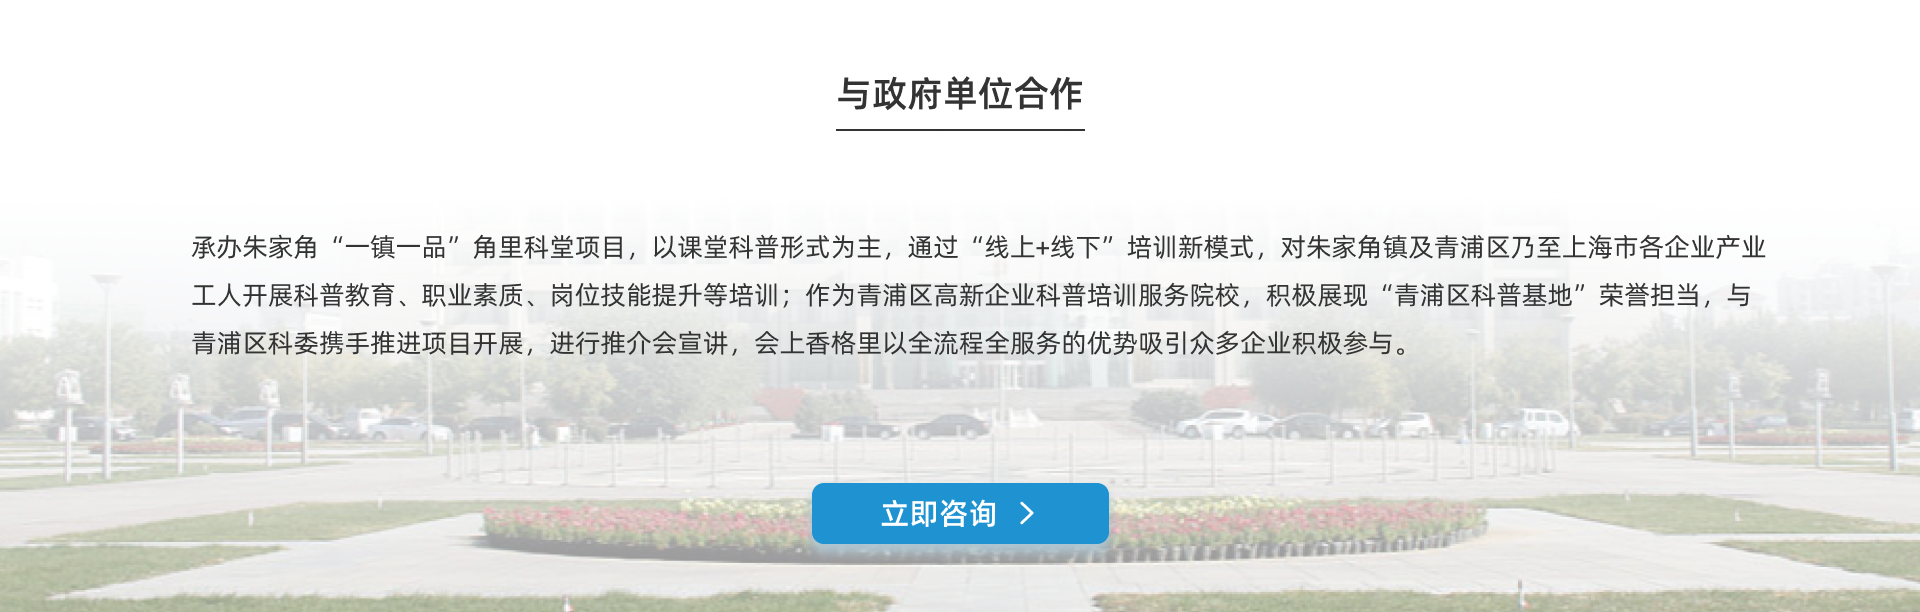 与政府单位合作
承办朱家角“一镇一品”角里科堂项目，以课堂科普形式为主，通过“线上+线下”培训新模式，对朱家角镇及青浦区乃至上海市各企业产业
工人开展科普教育、职业素质、岗位技能提升等培训；作为青浦区高新企业科普培训服务院校，积极展现“青浦区科普基地”荣誉担当，与
青浦区科委携手推进项目开展，进行推介会宣讲，会上香格里以全流程全服务的优势吸引众多企业积极参与。
立即咨询 >